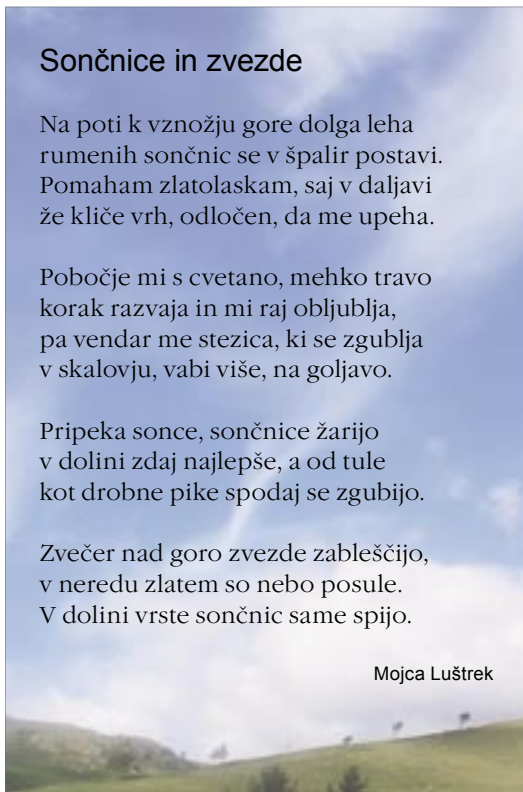 Sončnice in zvezde
Na poti k vznožju gore dolga leha
rumenih sončnic se v špalir postavi.
Pomaham zlatolaskam, saj v daljavi
že kliče vrh, odločen, da me upeha.
Pobočje mi s cvetano, mehko travo
korak razvaja in mi raj obljublja,
pa vendar me stezica, ki se zgublja
v skalovju, vabi više, na goljavo.
Pripeka sonce, sončnice žarijo
v dolini zdaj najlepše, a od tule
kot drobne pike spodaj se zgubijo.
Zvečer nad goro zvezde zableščijo,
v neredu zlatem so nebo posule.
V dolini vrste sončnic same spijo.
Mojca Luštrek